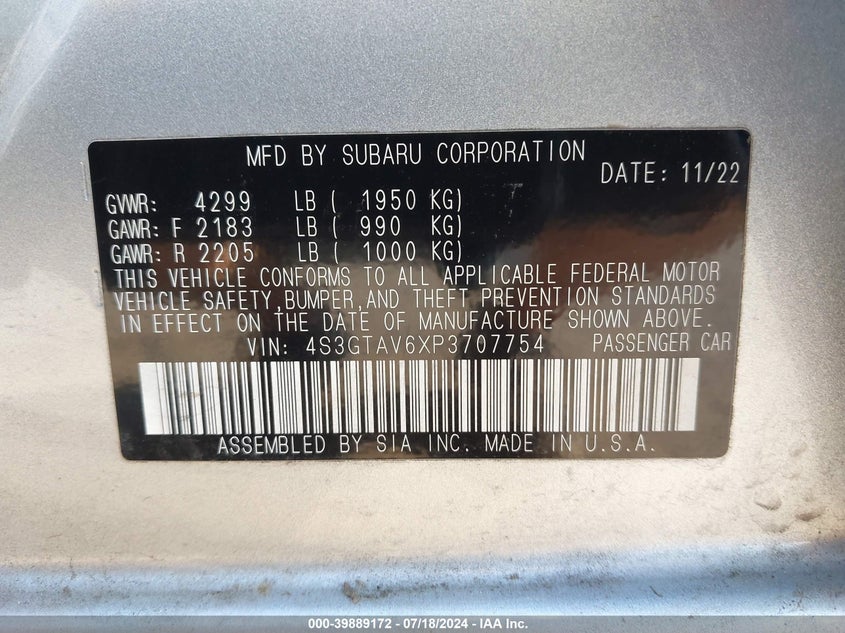 MFD BY SUBARU CORPORATION
DATE: 11/22
GVWR: 4299 LB ( 1950 KG)
GAWR: F 2183 LB ( 990 KG)
GAWR: R 2205 LB ( 1000 KG)
THIS VEHICLE CONFORMS TO ALL APPLICABLE FEDERAL MOTOR
VEHICLE SAFETY,BUMPER,AND THEFT PREVENTION STANDARDS
IN EFFECT ON THE DATE OF MANUFACTURE SHOWN ABOVE.
VIN: 4S3GTAV6XP3707754 PASSENGER CAR
ASSEMBLED BY SIA INC. MADE IN U.S.A.
000-39889172 - 07/18/2024 - IAA Inc.